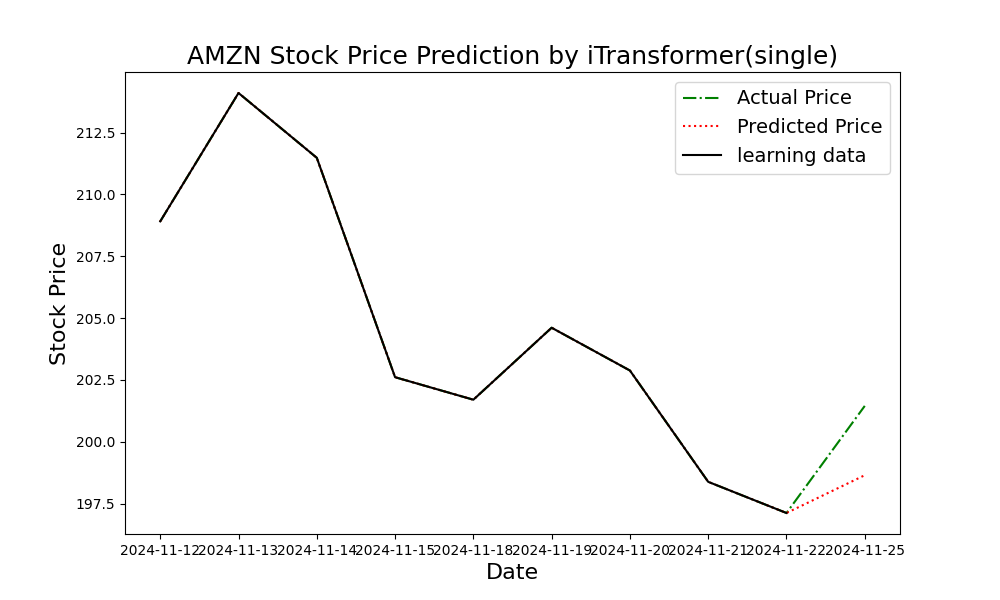 AMZN Stock Price Prediction by iTransformer(single)
Actual Price
Predicted Price
learning data
Stock Price
212.5
210.0
207.5
205.0
202.5
200.0
197.5
2024-11-12 2024-11-13 2024-11-14 2024-11-15 2024-11-18 2024-11-19 2024-11-20 2024-11-21 2024-11-22 2024-11-25
Date